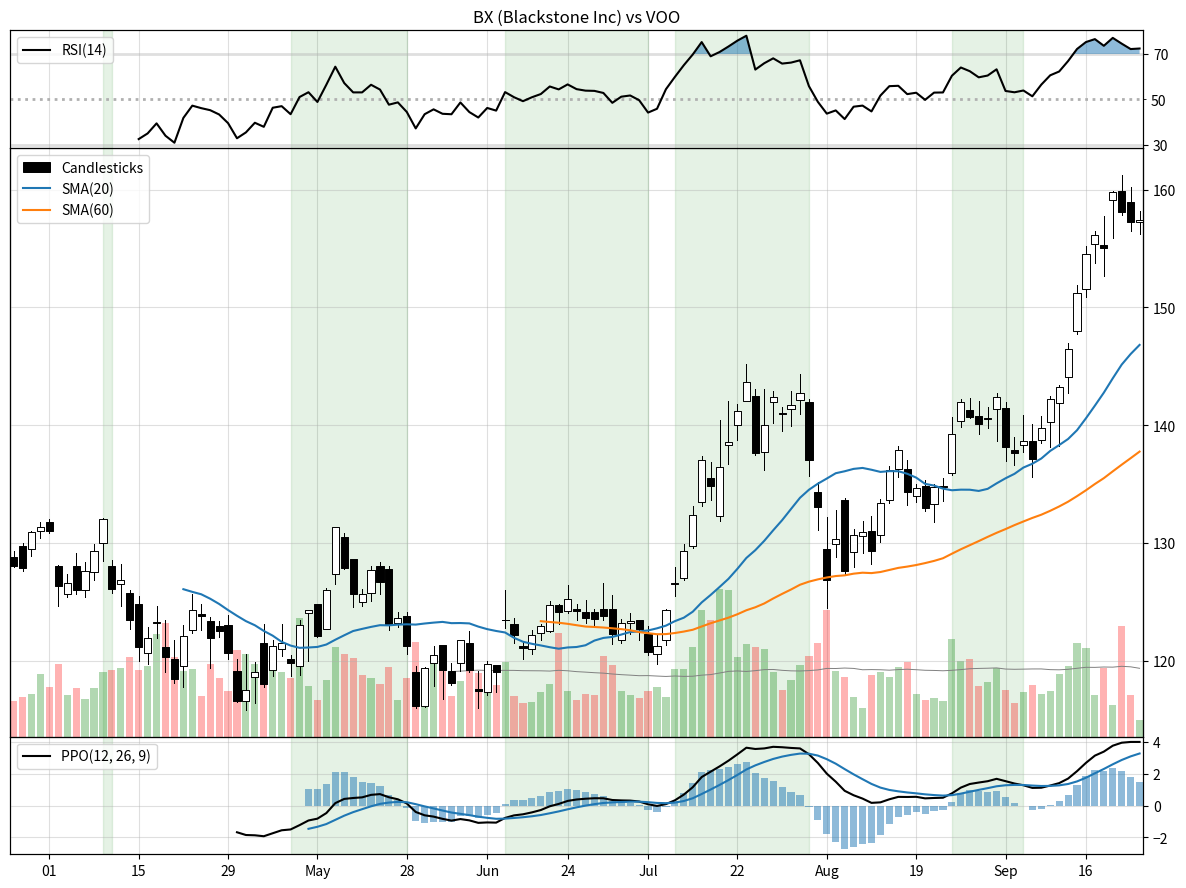 BX (Blackstone Inc) vs VOO
RSI(14)
70
50
30
Candlesticks
SMA(20)
SMA(60)
160
150
140
130
120
PPO(12, 26, 9)
4
2
0
−2
01 15 29 May 28 Jun 24 Jul 22 Aug 19 Sep 16